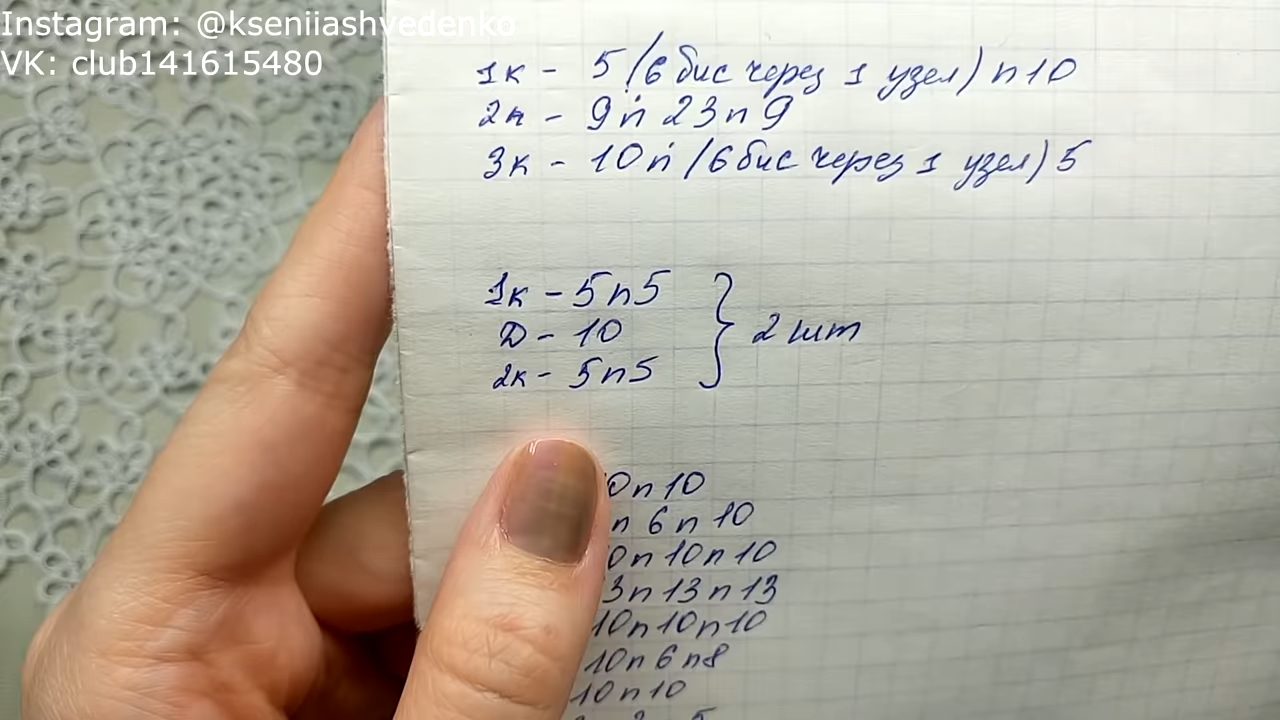 Instagram: @kseniiashvedenko
VK: club141615480
1к - 5 (6 бис через 1 узел) п 10
2к - 9 п 23 п 9
3к - 10 п (6 бис через 1 узел) 5
1к - 5 п 5
Д - 10
2к - 5 п 5
} 2 шт
0 п 10
п 6 п 10
0 п 10 п 10
3 п 13 п 13
10 п 10 п 10
10 п 6 п 8
10 п 10